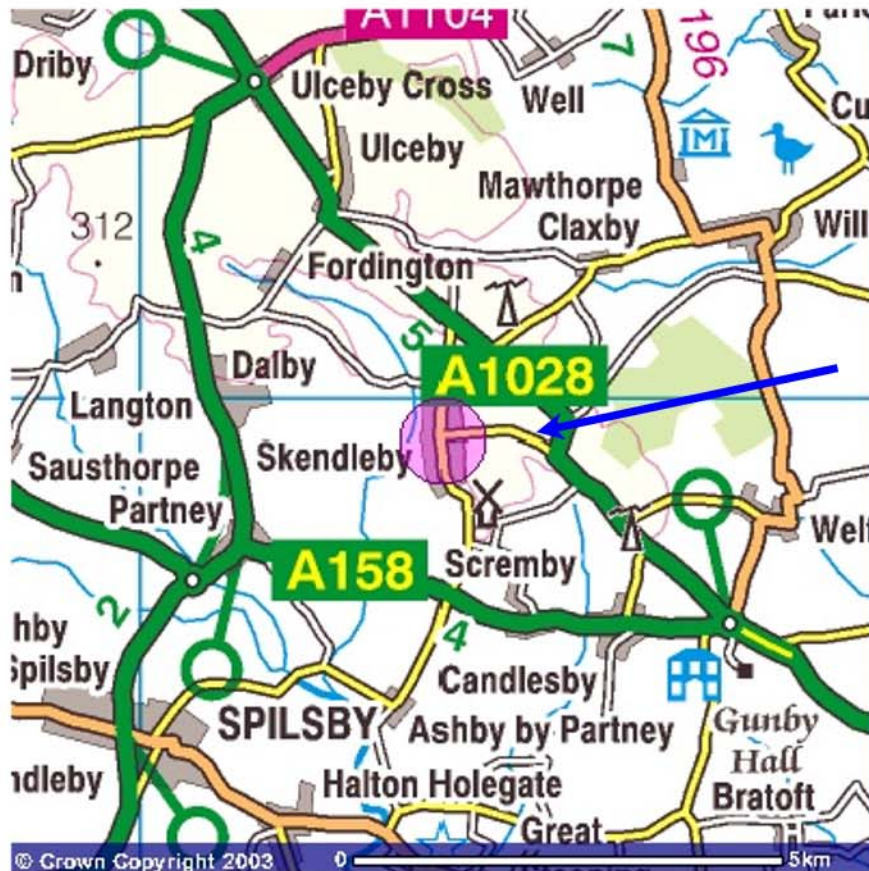 A1104
Driby
Ulceby Cross
Well
7
196
Cu
Ulceby
Mawthorpe
Claxby
Will
312
4
Fordington
5
Dalby
A1028
Langton
Skendleby
Sausthorpe
Partney
Welf
A158
Scremby
2
4
hby
Spilsby
Candlesby
SPILSBY
Ashby by Partney
Gunby
Hall
ndleby
Halton Holegate
Bratoft
Great
© Crown Copyright 2003
0
5km